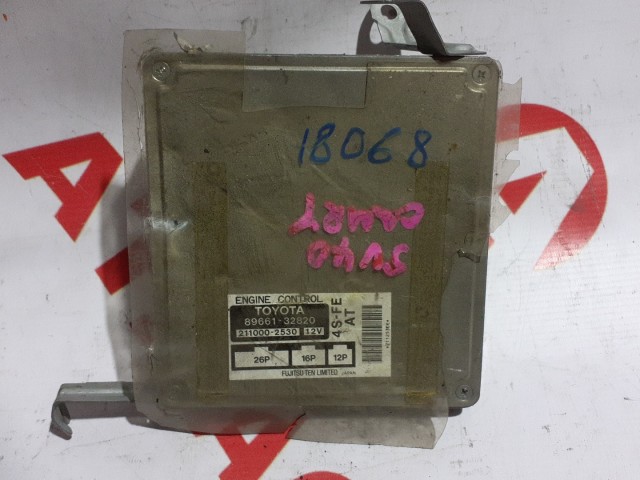 18068
CAMRY
SV40
ENGINE CONTROL
TOYOTA
89661-32820
211000-2530 12V
4S-FE
AT
26P 16P 12P
FUJITSU TEN LIMITED JAPAN